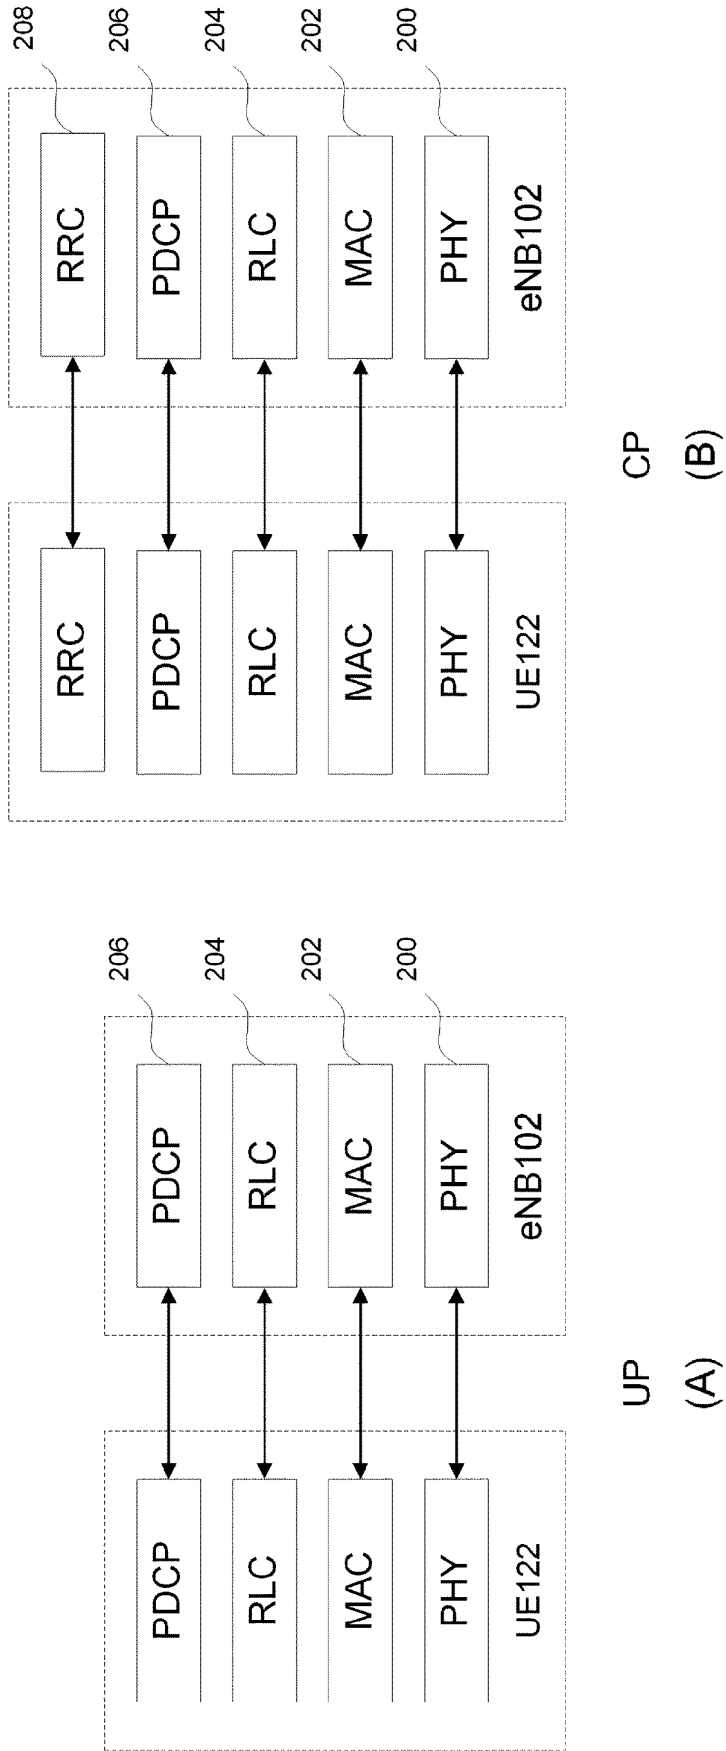 PDCP
PDCP
206
RLC
RLC
204
MAC
MAC
202
PHY
PHY
200
UE122
eNB102
UP
(A)
RRC
RRC
208
PDCP
PDCP
206
RLC
RLC
204
MAC
MAC
202
PHY
PHY
200
UE122
eNB102
CP
(B)